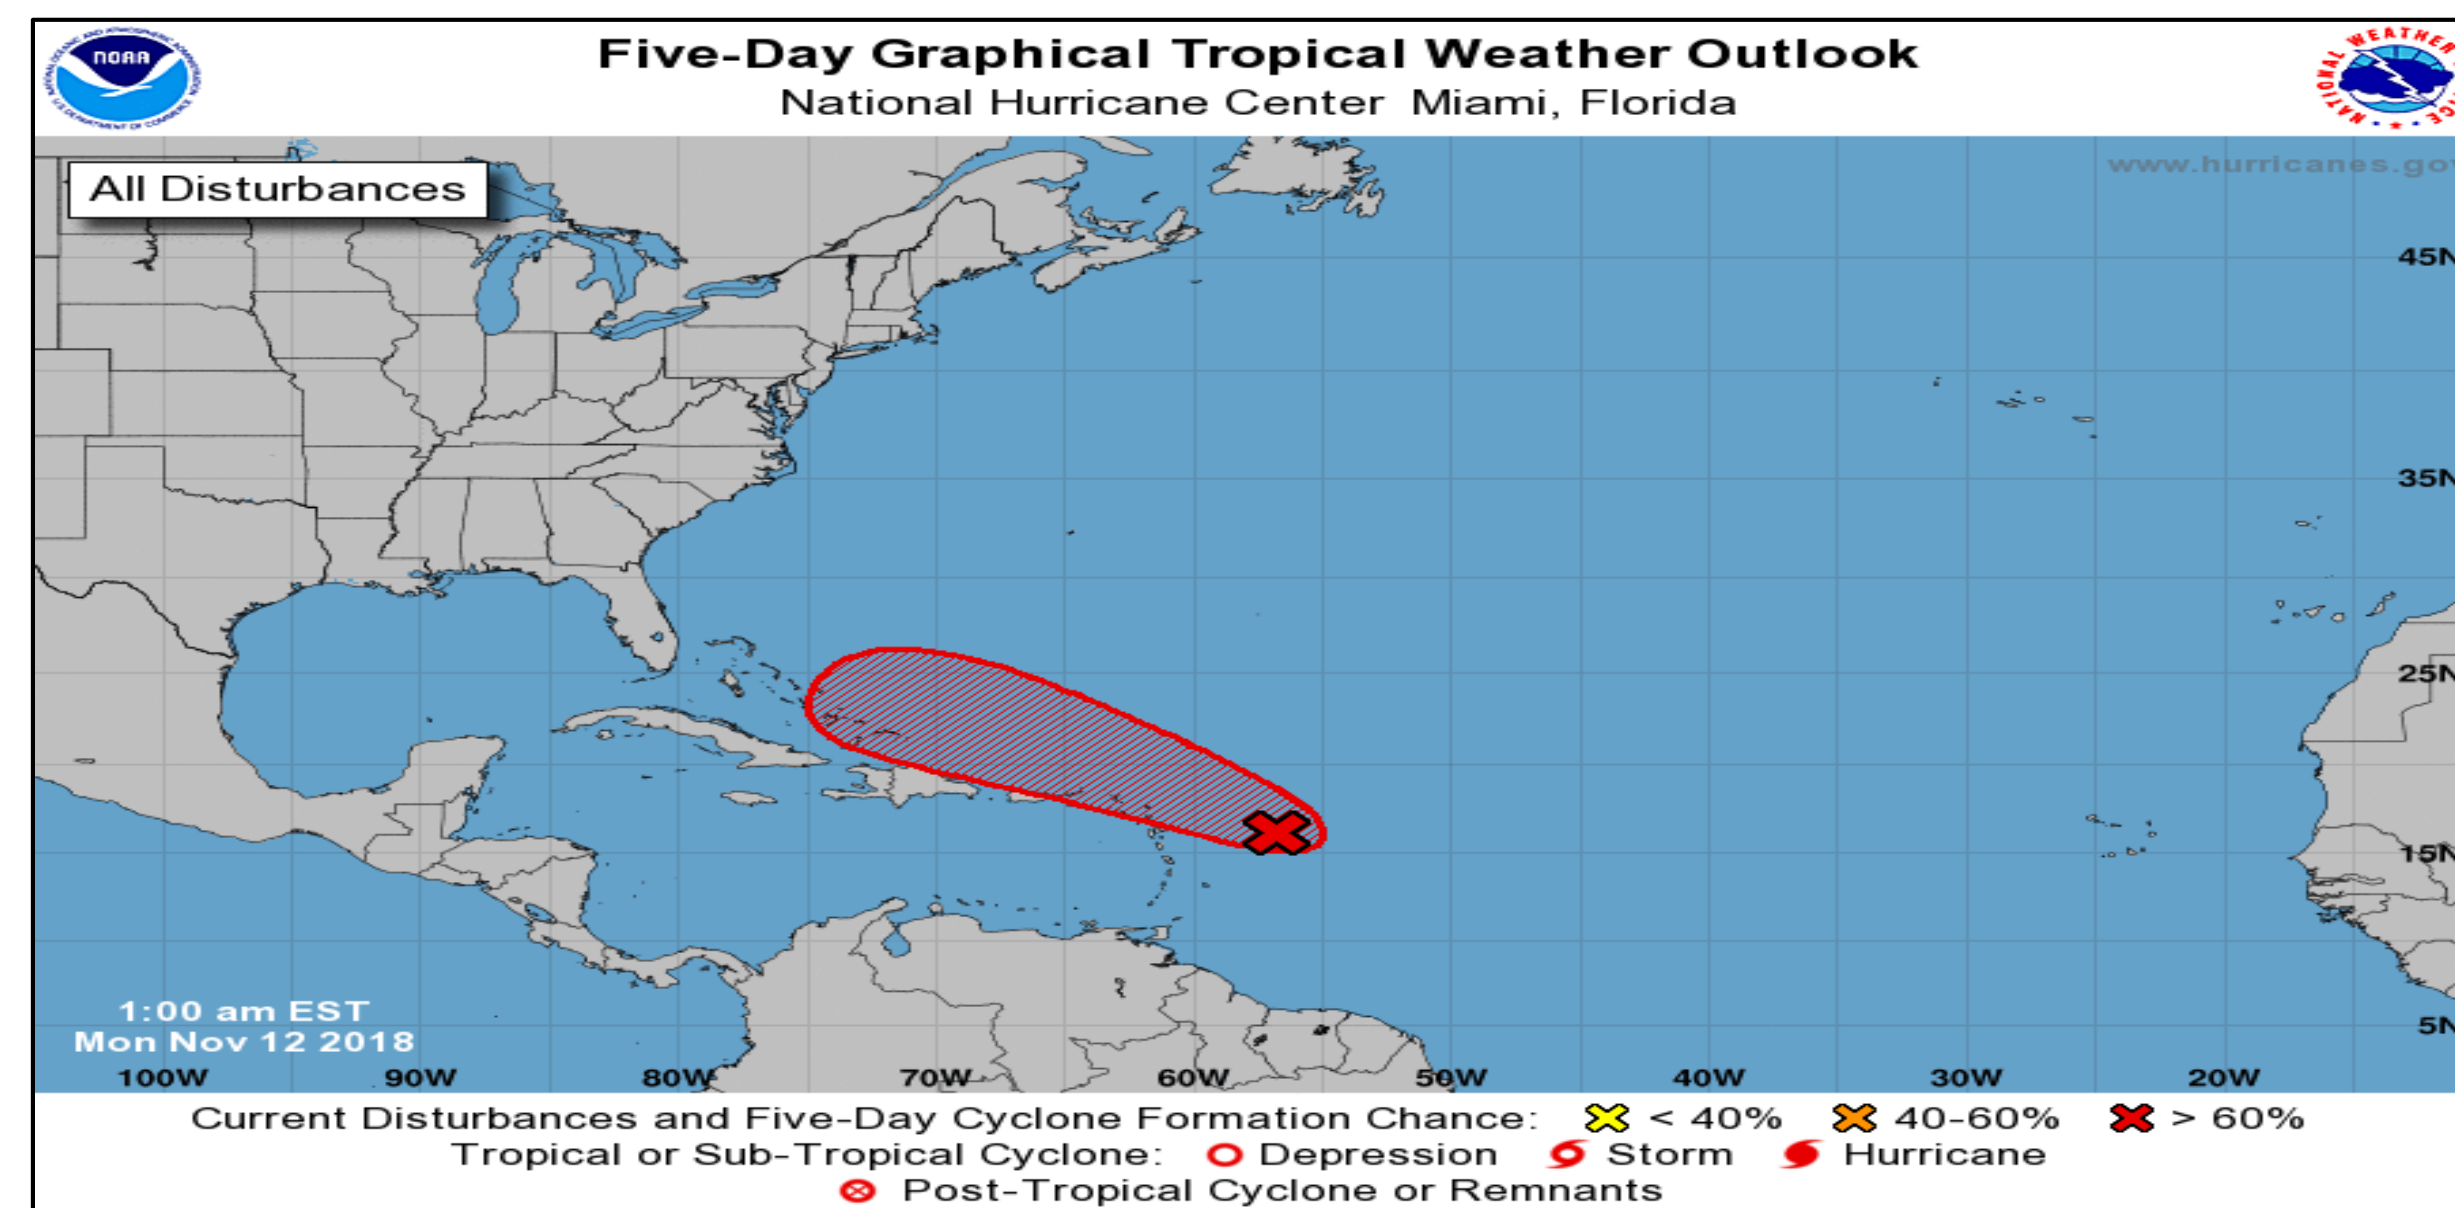 NOAA
Five-Day Graphical Tropical Weather Outlook
National Hurricane Center Miami, Florida
All Disturbances
www.hurricanes.gov
45N
35N
25N
15N
5N
1:00 am EST
Mon Nov 12 2018
100W 90W 80W 70W 60W 50W 40W 30W 20W
Current Disturbances and Five-Day Cyclone Formation Chance: < 40% 40-60% > 60%
Tropical or Sub-Tropical Cyclone: Depression Storm Hurricane
Post-Tropical Cyclone or Remnants